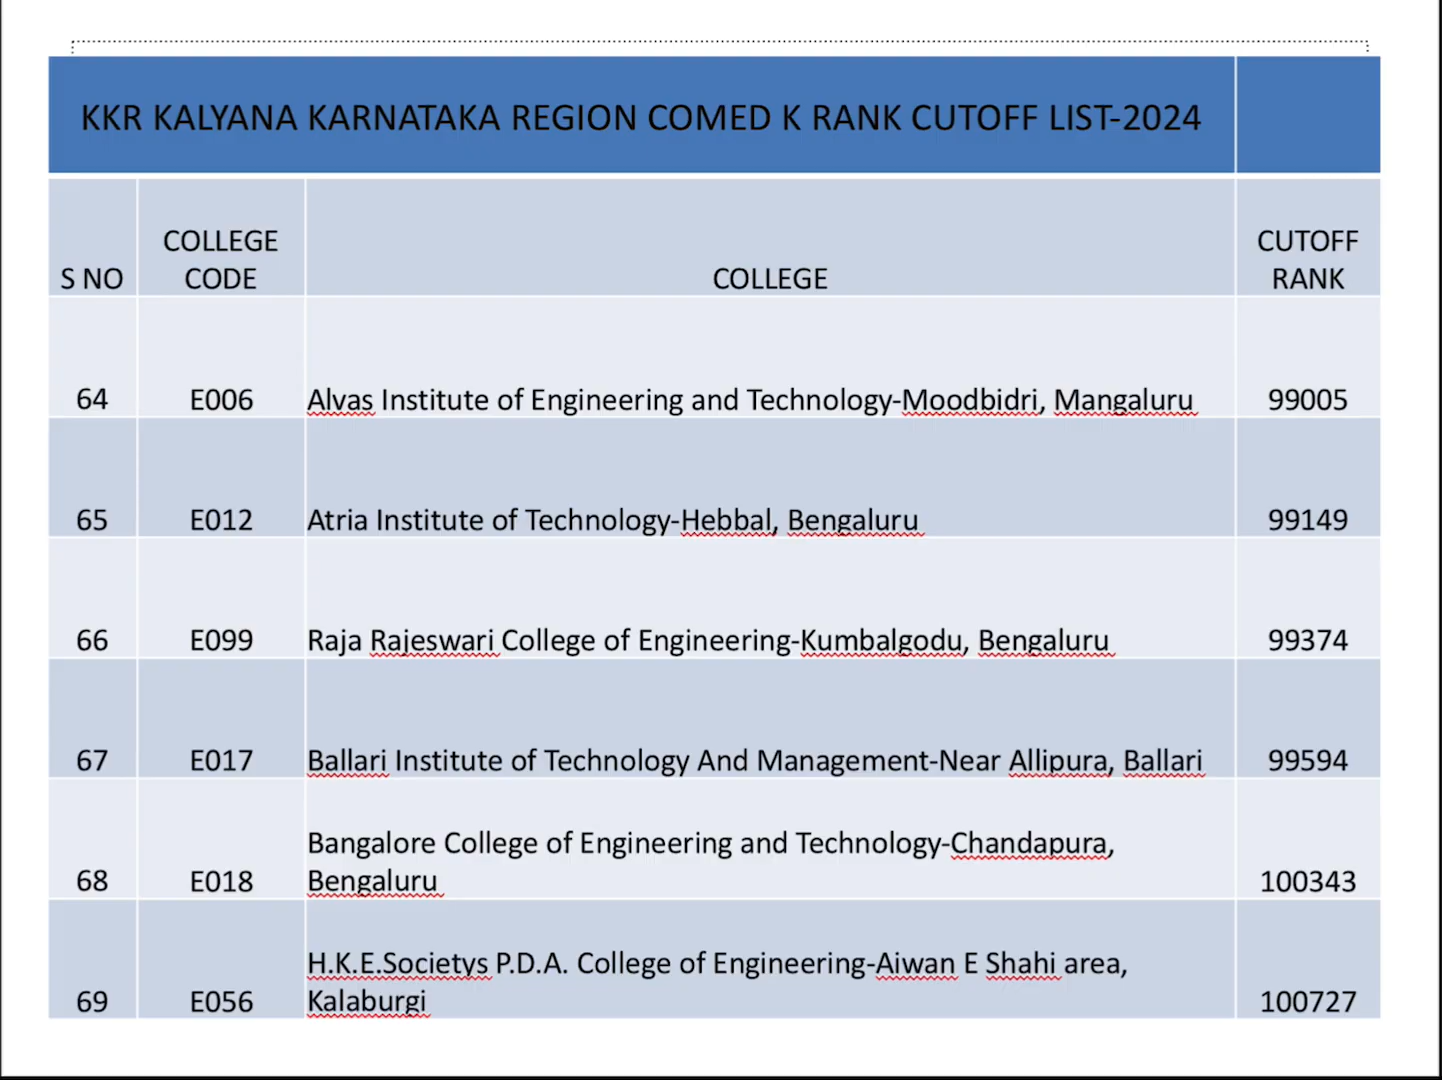 KKR KALYANA KARNATAKA REGION COMED K RANK CUTOFF LIST-2024
S NO COLLEGE CODE COLLEGE CUTOFF RANK
64 E006 Alvas Institute of Engineering and Technology-Moodbidri, Mangaluru 99005
65 E012 Atria Institute of Technology-Hebbal, Bengaluru 99149
66 E099 Raja Rajeswari College of Engineering-Kumbalgodu, Bengaluru 99374
67 E017 Ballari Institute of Technology And Management-Near Allipura, Ballari 99594
68 E018 Bangalore College of Engineering and Technology-Chandapura, Bengaluru 100343
69 E056 H.K.E.Societys P.D.A. College of Engineering-Aiwan E Shahi area, Kalaburgi 100727